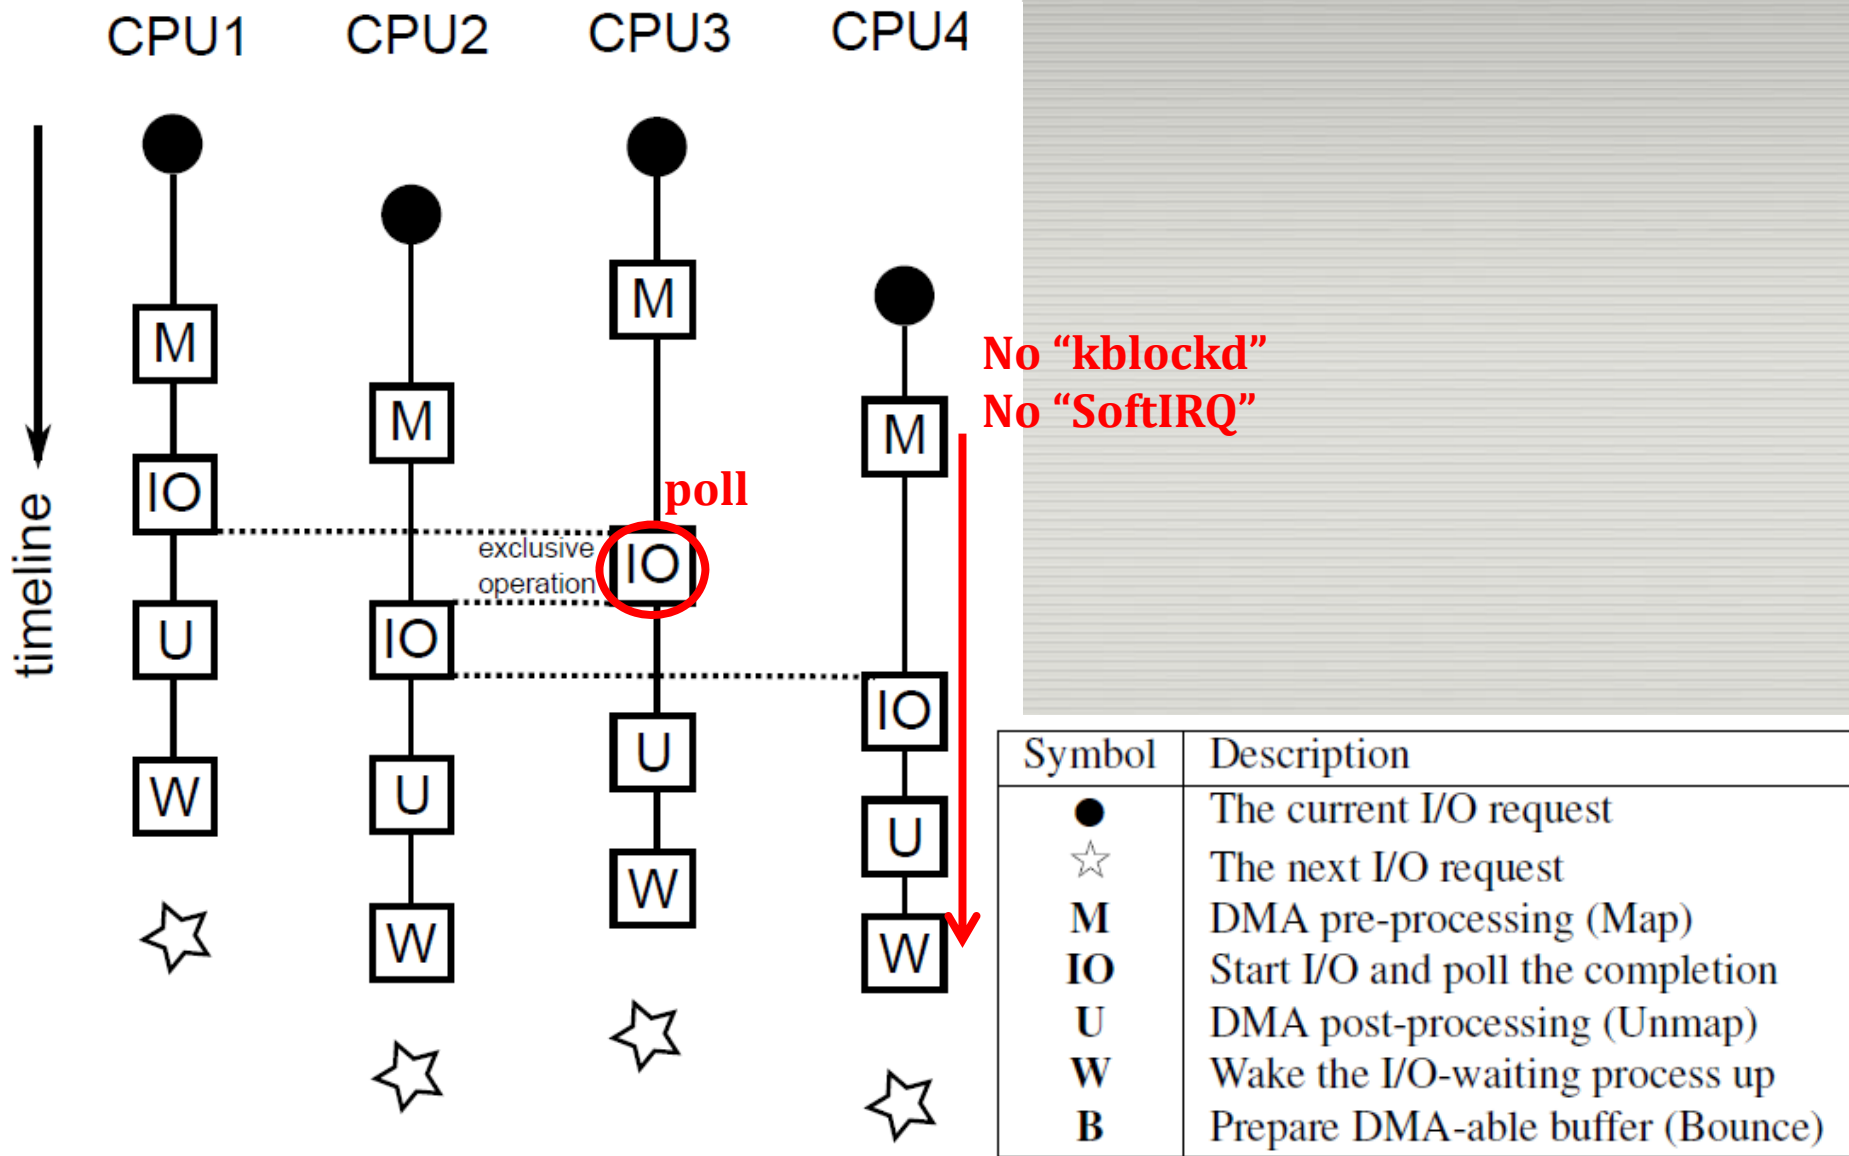 CPU1 CPU2 CPU3 CPU4
timeline
M
IO
U
W
M
IO
U
W
M
poll
exclusive
operation
IO
U
W
M
IO
U
W
No “kblockd”
No “SoftIRQ”
Symbol Description
● The current I/O request
☆ The next I/O request
M DMA pre-processing (Map)
IO Start I/O and poll the completion
U DMA post-processing (Unmap)
W Wake the I/O-waiting process up
B Prepare DMA-able buffer (Bounce)